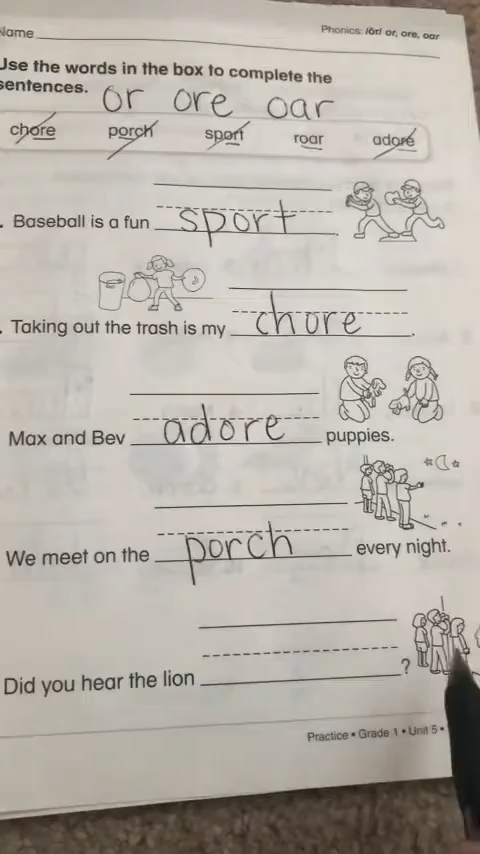 Name
Phonics: /ôr/ or, ore, oar
Use the words in the box to complete the
sentences.
or ore oar
chore porch sport roar adore
. Baseball is a fun sport
. Taking out the trash is my chore.
Max and Bev adore puppies.
We meet on the porch every night.
Did you hear the lion ?
Practice • Grade 1 • Unit 5 •